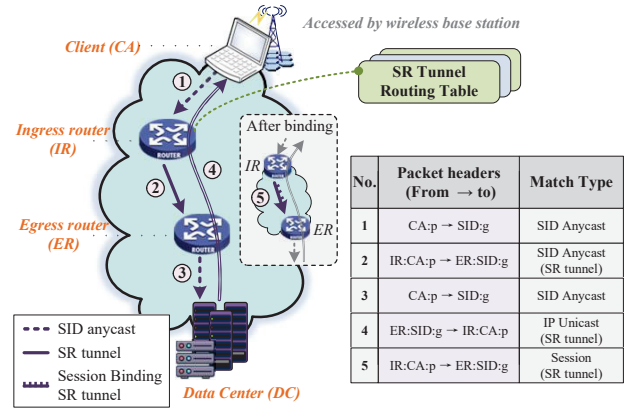 Accessed by wireless base station
Client (CA)
1
SR Tunnel
Routing Table
Ingress router
(IR)
ROUTER
After binding
IR
4
2
5
ER
Egress router
(ER)
ROUTER
3
SID anycast
SR tunnel
Session Binding
SR tunnel
Data Center (DC)
No. Packet headers (From → to) Match Type
1 CA:p → SID:g SID Anycast
2 IR:CA:p → ER:SID:g SID Anycast (SR tunnel)
3 CA:p → SID:g SID Anycast
4 ER:SID:g → IR:CA:p IP Unicast (SR tunnel)
5 IR:CA:p → ER:SID:g Session (SR tunnel)